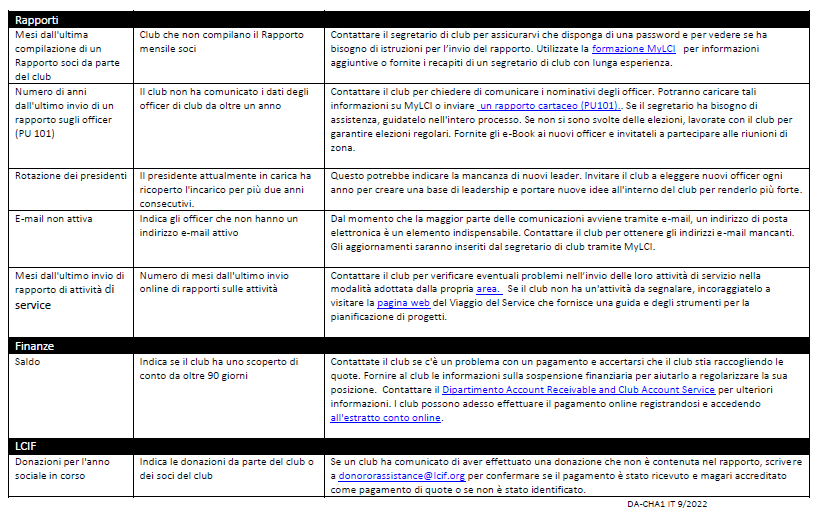 Rapporti
Mesi dall'ultima
compilazione di un
Rapporto soci da parte
del club
Club che non compilano il Rapporto
mensile soci
Contattare il segretario di club per assicurarvi che disponga di una password e per vedere se ha
bisogno di istruzioni per l'invio del rapporto. Utilizzate la formazione MyLCI per informazioni
aggiuntive o fornite i recapiti di un segretario di club con lunga esperienza.
Numero di anni
dall'ultimo invio di un
rapporto sugli officer
(PU 101)
Il club non ha comunicato i dati degli
officer di club da oltre un anno
Contattare il club per chiedere di comunicare i nominativi degli officer. Potranno caricare tali
informazioni su MyLCI o inviare un rapporto cartaceo (PU101).. Se il segretario ha bisogno di
assistenza, guidatelo nell'intero processo. Se non si sono svolte delle elezioni, lavorate con il club per
garantire elezioni regolari. Fornite gli e-Book ai nuovi officer e invitateli a partecipare alle riunioni di
zona.
Rotazione dei presidenti
Il presidente attualmente in carica ha
ricoperto l'incarico per più due anni
consecutivi.
Questo potrebbe indicare la mancanza di nuovi leader. Invitare il club a eleggere nuovi officer ogni
anno per creare una base di leadership e portare nuove idee all'interno del club per renderlo più forte.
E-mail non attiva
Indica gli officer che non hanno un
indirizzo e-mail attivo
Dal momento che la maggior parte delle comunicazioni avviene tramite e-mail, un indirizzo di posta
elettronica è un elemento indispensabile. Contattare il club per ottenere gli indirizzi e-mail mancanti.
Gli aggiornamenti saranno inseriti dal segretario di club tramite MyLCI.
Mesi dall'ultimo invio di
rapporto di attività di
service
Numero di mesi dall'ultimo invio
online di rapporti sulle attività
Contattare il club per verificare eventuali problemi nell'invio delle loro attività di servizio nella
modalità adottata dalla propria area. Se il club non ha un'attività da segnalare, incoraggiatelo a
visitare la pagina web del Viaggio del Service che fornisce una guida e degli strumenti per la
pianificazione di progetti.
Finanze
Saldo
Indica se il club ha uno scoperto di
conto da oltre 90 giorni
Contattate il club se c'è un problema con un pagamento e accertarsi che il club stia raccogliendo le
quote. Fornire al club le informazioni sulla sospensione finanziaria per aiutarlo a regolarizzare la sua
posizione. Contattare il Dipartimento Account Receivable and Club Account Service per ulteriori
informazioni. I club possono adesso effettuare il pagamento online registrandosi e accedendo
all'estratto conto online.
LCIF
Donazioni per l'anno
sociale in corso
Indica le donazioni da parte del club o
dei soci del club
Se un club ha comunicato di aver effettuato una donazione che non è contenuta nel rapporto, scrivere
a donororassistance@lcif.org per confermare se il pagamento è stato ricevuto e magari accreditato
come pagamento di quote o se non è stato identificato.
DA-CHA1 IT 9/2022